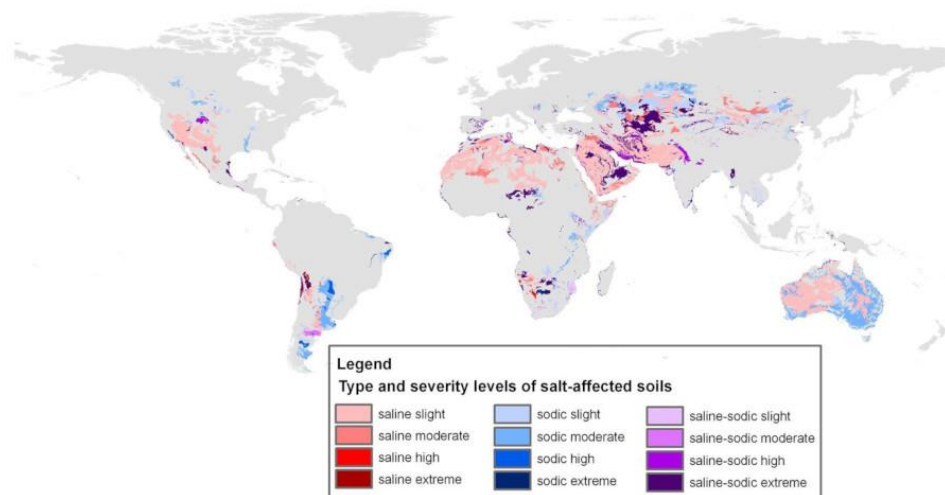 Legend
Type and severity levels of salt-affected soils
saline slight
saline moderate
saline high
saline extreme
sodic slight
sodic moderate
sodic high
sodic extreme
saline-sodic slight
saline-sodic moderate
saline-sodic high
saline-sodic extreme